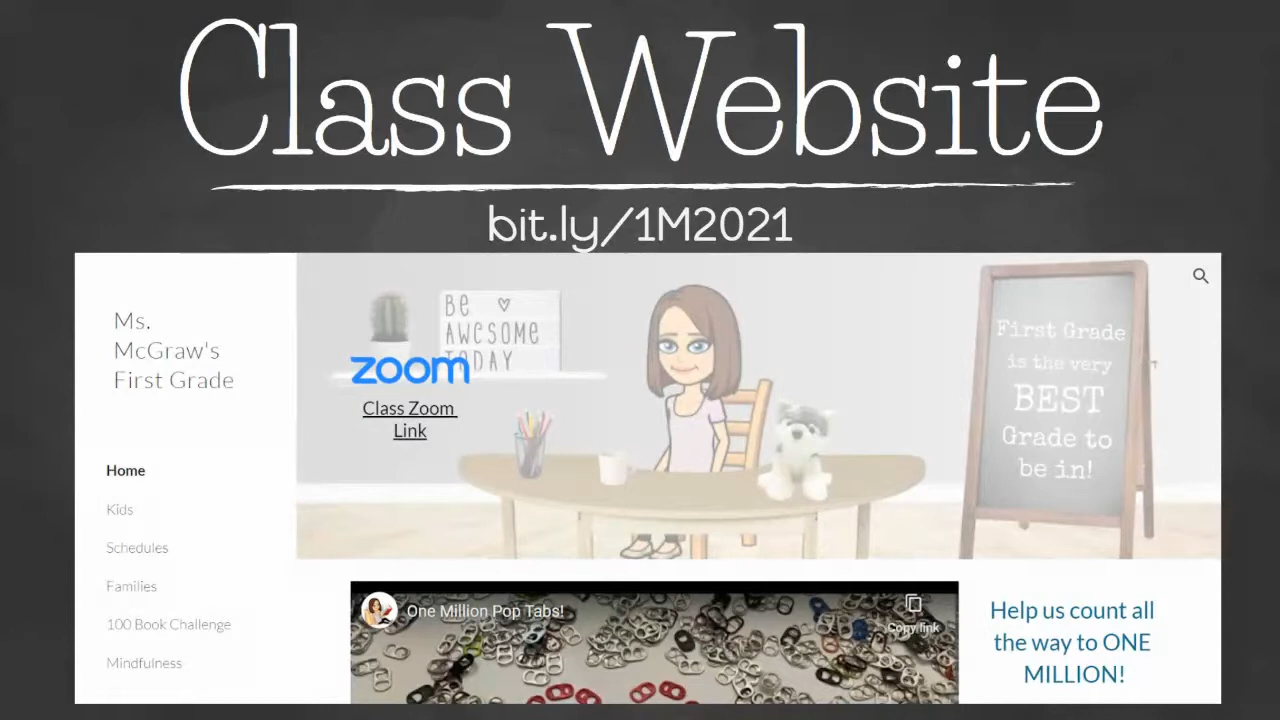 Class Website
bit.ly/1M2021
Ms.
McGraw's
First Grade
Home
Kids
Schedules
Families
100 Book Challenge
Mindfulness
BE ♡
AWESOME
TODAY
zoom
Class Zoom
Link
First Grade
is the very
BEST
Grade to
be in!
One Million Pop Tabs!
Copy link
Help us count all
the way to ONE
MILLION!